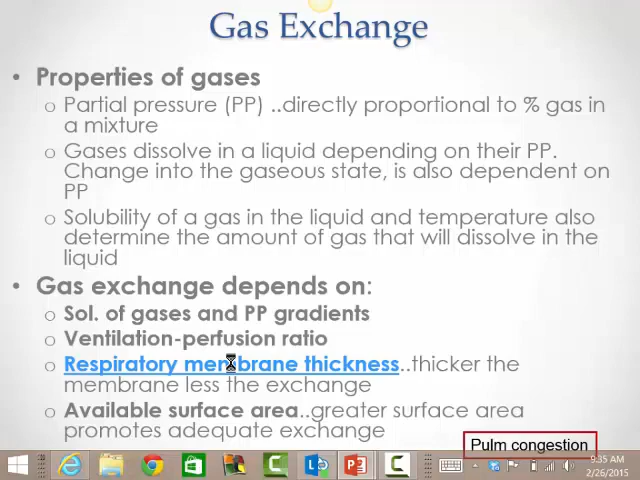 Gas Exchange
• Properties of gases
o Partial pressure (PP) ..directly proportional to % gas in
a mixture
o Gases dissolve in a liquid depending on their PP.
Change into the gaseous state, is also dependent on
PP
o Solubility of a gas in the liquid and temperature also
determine the amount of gas that will dissolve in the
liquid
• Gas exchange depends on:
o Sol. of gases and PP gradients
o Ventilation-perfusion ratio
o Respiratory membrane thickness..thicker the
membrane less the exchange
o Available surface area..greater surface area
promotes adequate exchange
Pulm congestion
9:35 AM
2/26/2015